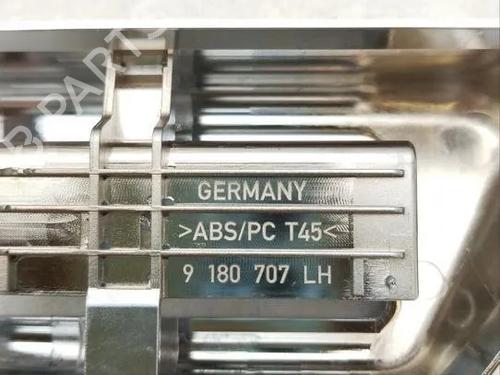 GERMANY
>ABS/PC T45<
9 180 707 LH